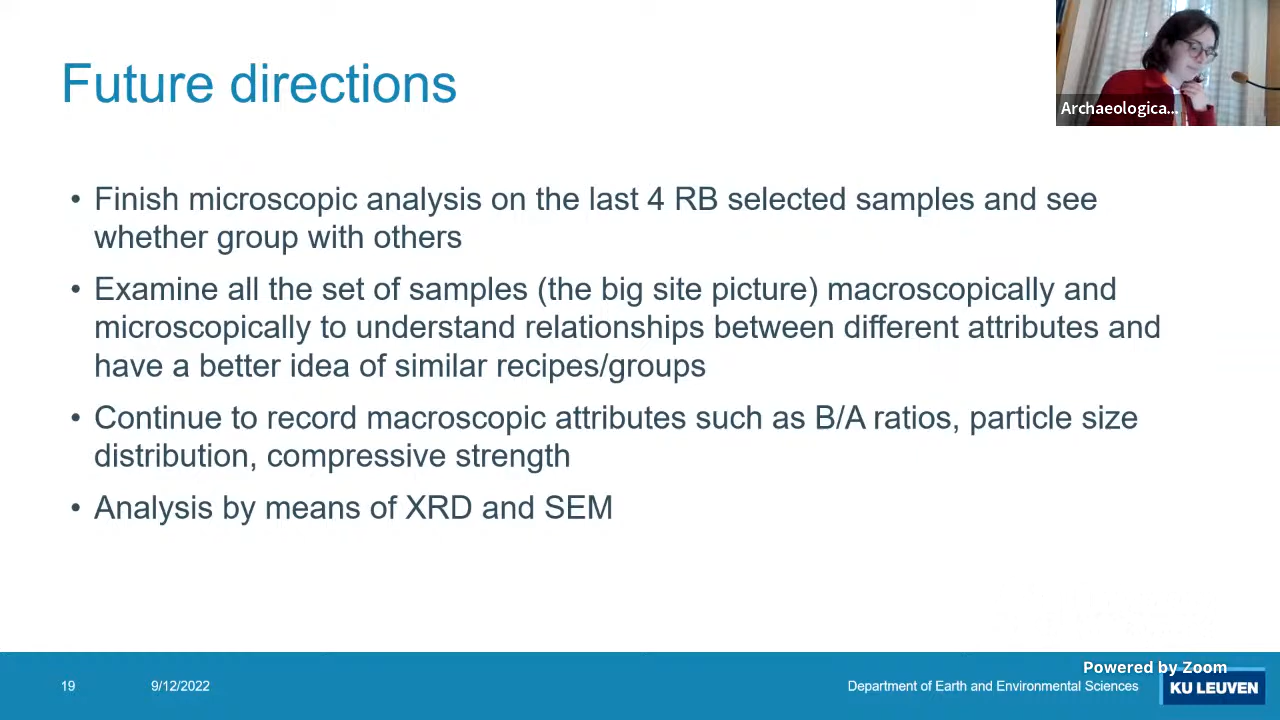 Future directions
Archaeologica...
• Finish microscopic analysis on the last 4 RB selected samples and see
whether group with others
• Examine all the set of samples (the big site picture) macroscopically and
microscopically to understand relationships between different attributes and
have a better idea of similar recipes/groups
• Continue to record macroscopic attributes such as B/A ratios, particle size
distribution, compressive strength
• Analysis by means of XRD and SEM
Powered by Zoom
19 9/12/2022 Department of Earth and Environmental Sciences KU LEUVEN